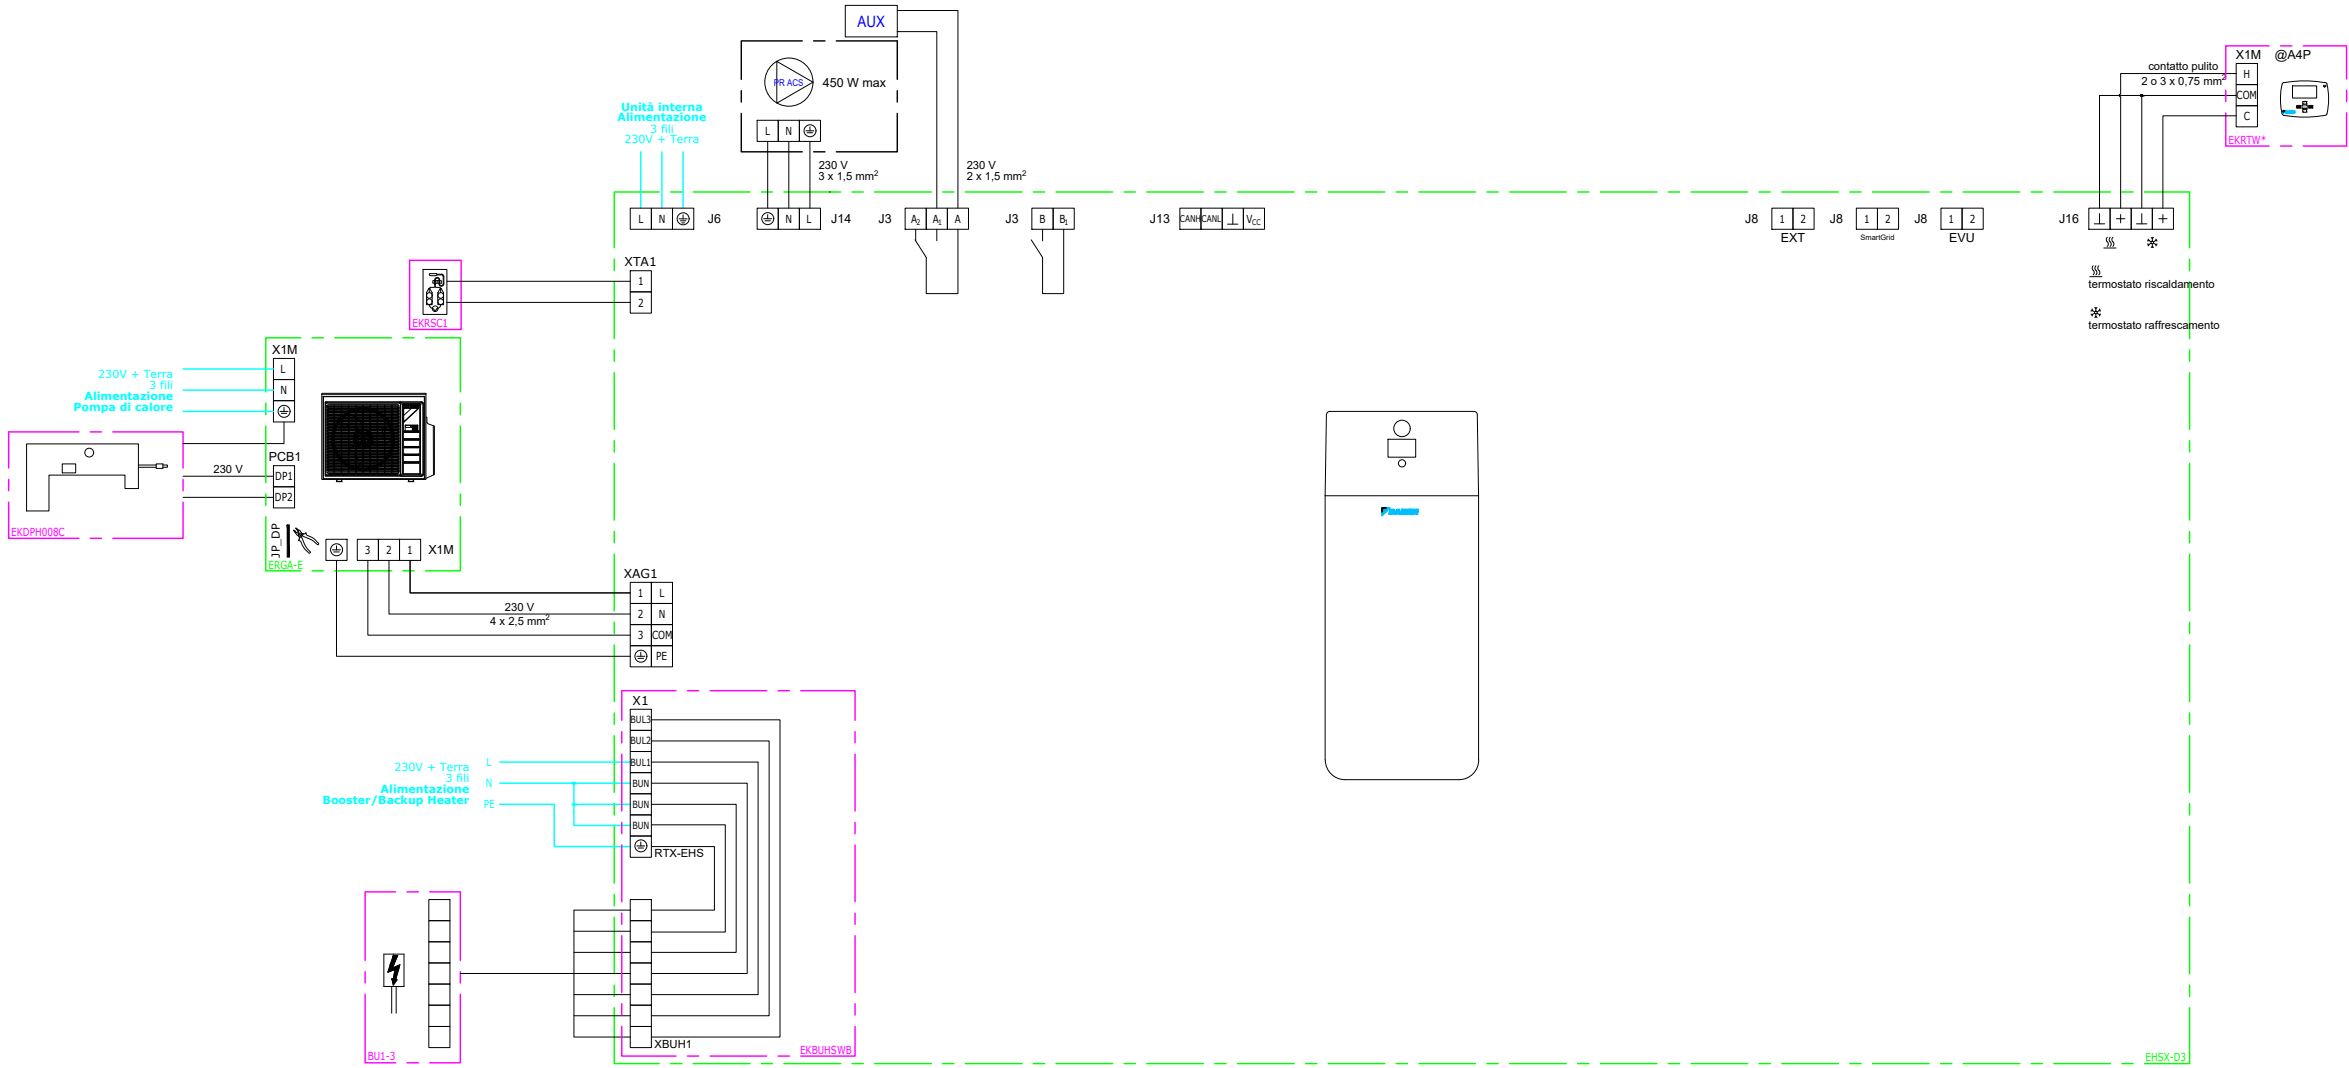 AUX
PR ACS
450 W max
L N
Unità interna
Alimentazione
3 fili
230V + Terra
230 V
3 x 1,5 mm²
230 V
2 x 1,5 mm²
X1M @A4P
contatto pulito
2 o 3 x 0,75 mm²
H
COM
C
EKRTW*
L N J6
N L J14
J3 A₂ A₁ A
J3 B B₁
J13 CANH CANL ⊥ VCC
J8 1 2
EXT
J8 1 2
SmartGrid
J8 1 2
EVU
J16 ⊥ + ⊥ +
termostato riscaldamento
termostato raffrescamento
XTA1
1
2
EKRSC1
X1M
L
N
230V + Terra
3 fili
Alimentazione
Pompa di calore
PCB1
DP1
DP2
230 V
EKDPH008C
JP_DP
3 2 1 X1M
ERGA-E
XAG1
1 L
2 N
3 COM
PE
230 V
4 x 2,5 mm²
DAIKIN
X1
BUL3
BUL2
BUL1
BUN
BUN
BUN
RTX-EHS
230V + Terra
3 fili
Alimentazione
Booster/Backup Heater
L
N
PE
XBUH1
EKBUHSWB
BU1-3
EHSX-D3